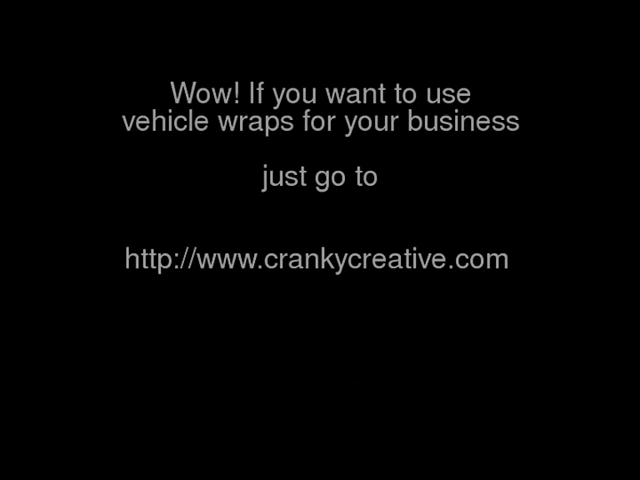 Wow! If you want to use
vehicle wraps for your business
just go to
http://www.crankycreative.com